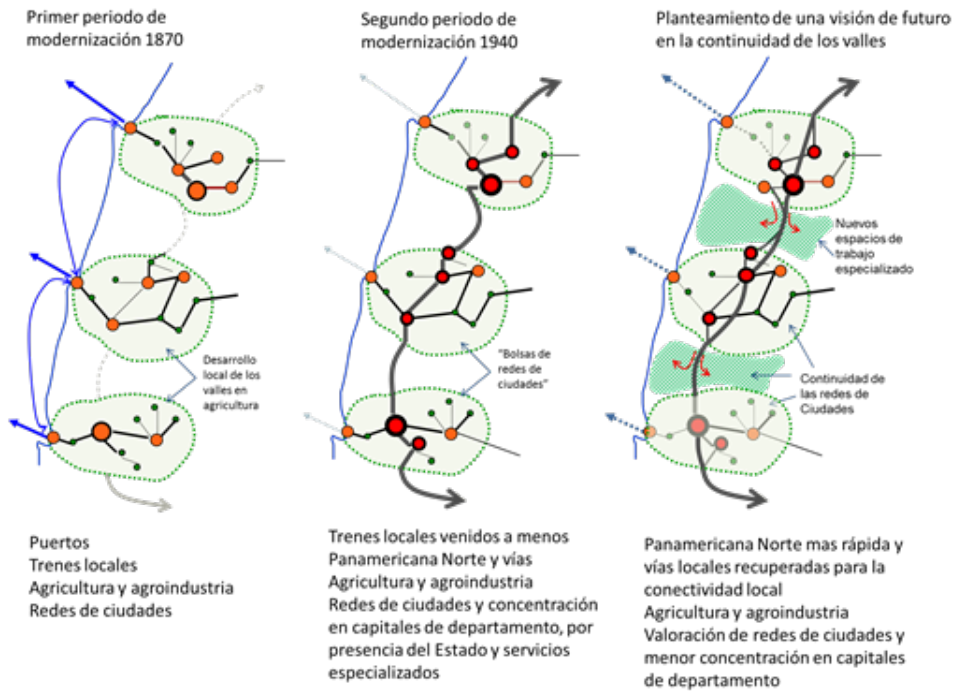 Primer periodo de
modernización 1870
Segundo periodo de
modernización 1940
Planteamiento de una visión de futuro
en la continuidad de los valles
Desarrollo
local de los
valles en
agricultura
"Bolsas de
redes de
ciudades"
Nuevos
espacios de
trabajo
especializado
Continuidad de
las redes de
Ciudades
Puertos
Trenes locales
Agricultura y agroindustria
Redes de ciudades
Trenes locales venidos a menos
Panamericana Norte y vías
Agricultura y agroindustria
Redes de ciudades y concentración
en capitales de departamento, por
presencia del Estado y servicios
especializados
Panamericana Norte mas rápida y
vías locales recuperadas para la
conectividad local
Agricultura y agroindustria
Valoración de redes de ciudades y
menor concentración en capitales
de departamento